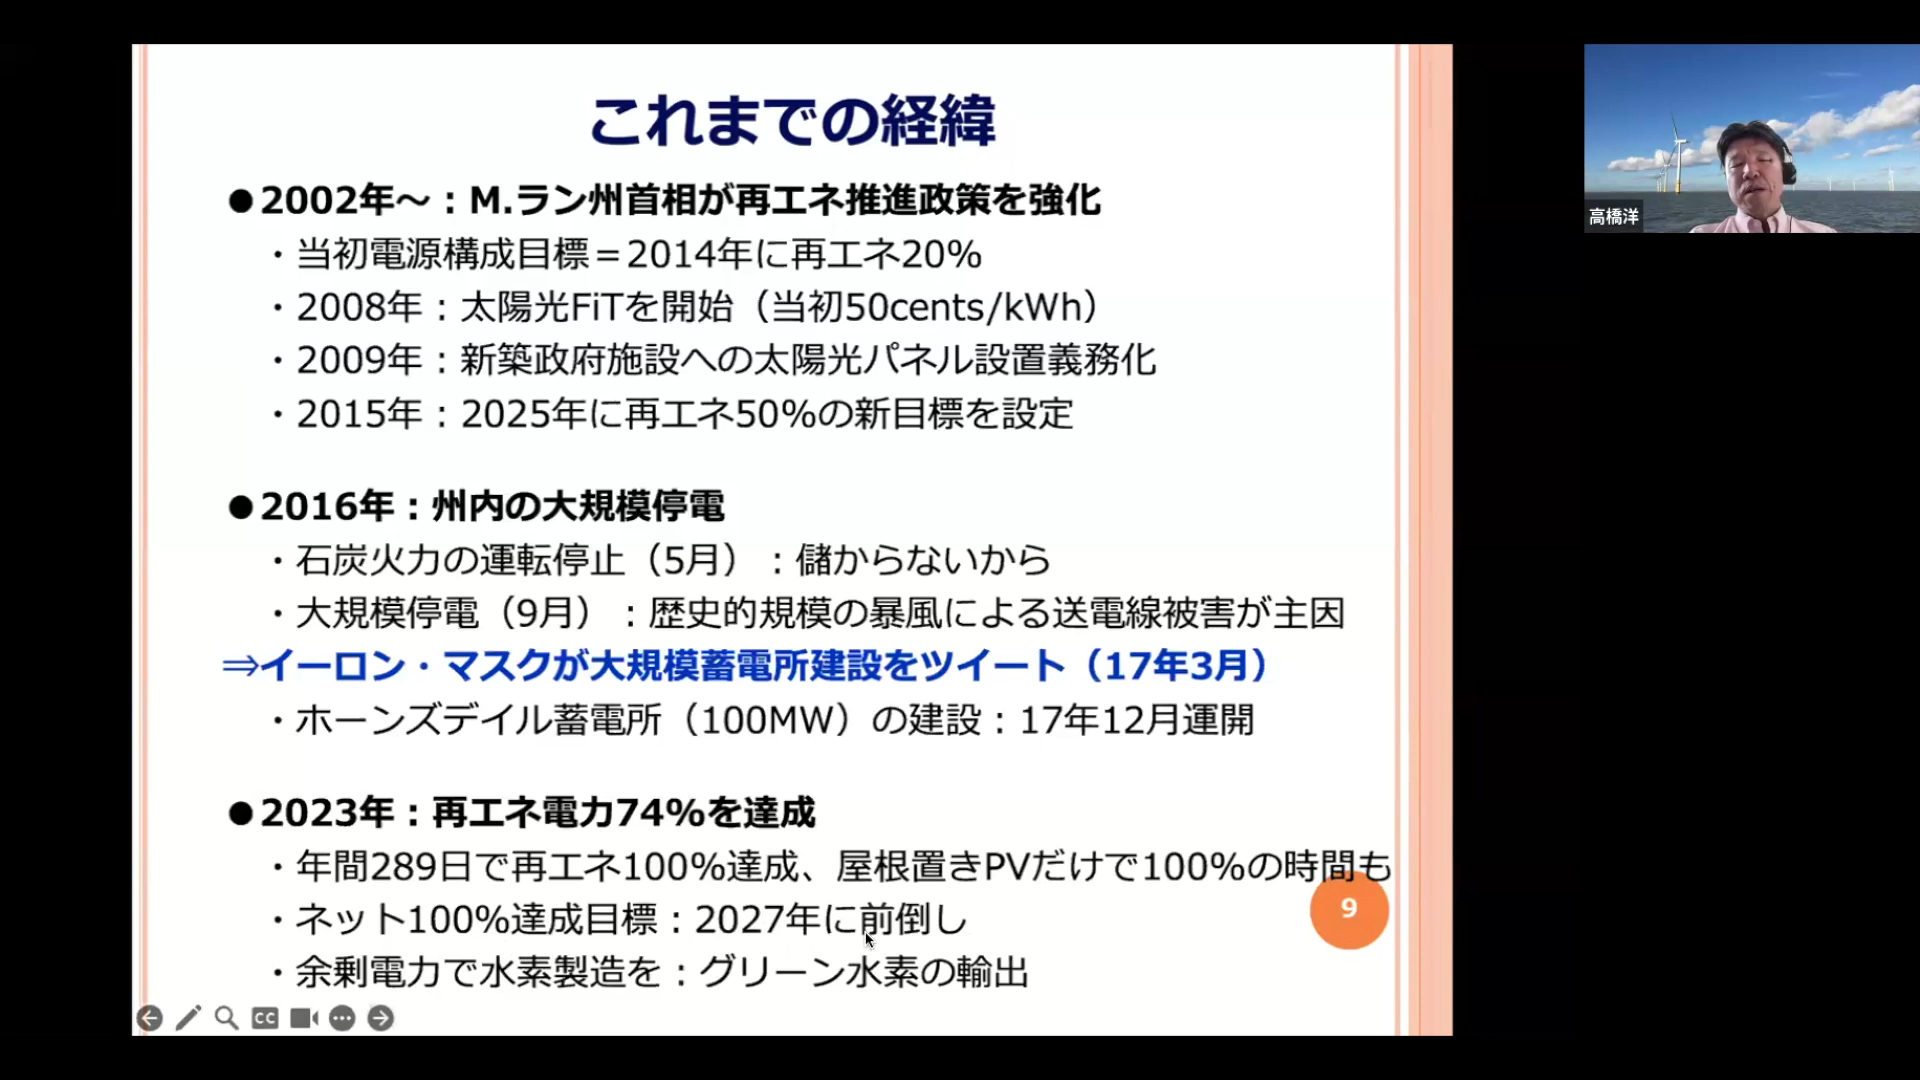 これまでの経緯
●2002年～：M.ラン州首相が再エネ推進政策を強化
・当初電源構成目標＝2014年に再エネ20%
・2008年：太陽光FiTを開始（当初50cents/kWh）
・2009年：新築政府施設への太陽光パネル設置義務化
・2015年：2025年に再エネ50%の新目標を設定
●2016年：州内の大規模停電
・石炭火力の運転停止（5月）：儲からないから
・大規模停電（9月）：歴史的規模の暴風による送電線被害が主因
⇒イーロン・マスクが大規模蓄電所建設をツイート（17年3月）
・ホーンズデイル蓄電所（100MW）の建設：17年12月運開
●2023年：再エネ電力74%を達成
・年間289日で再エネ100%達成、屋根置きPVだけで100%の時間も
・ネット100%達成目標：2027年に前倒し
・余剰電力で水素製造を：グリーン水素の輸出
9
CC
高橋洋